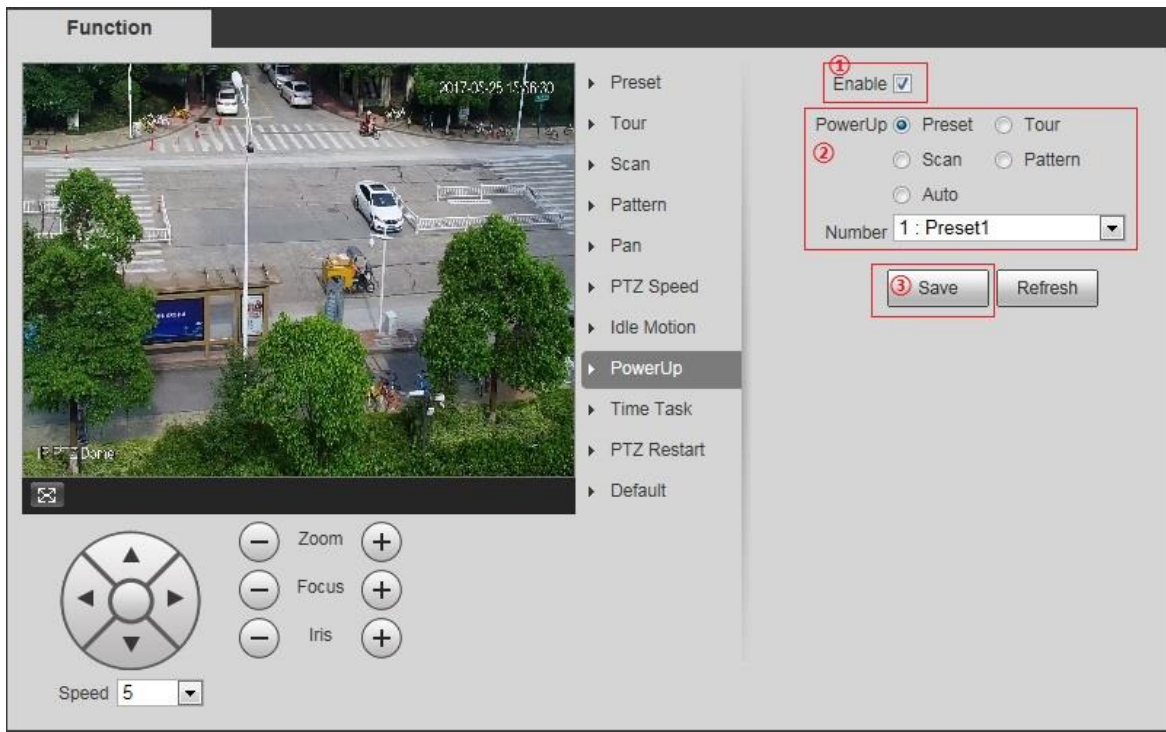 Function
2017-05-25 15:56:30
IP PTZ Dome
Preset
Tour
Scan
Pattern
Pan
PTZ Speed
Idle Motion
PowerUp
Time Task
PTZ Restart
Default
①
Enable
PowerUp Preset Tour
② Scan Pattern
Auto
Number 1 : Preset1
③ Save Refresh
Zoom
Focus
Iris
Speed 5